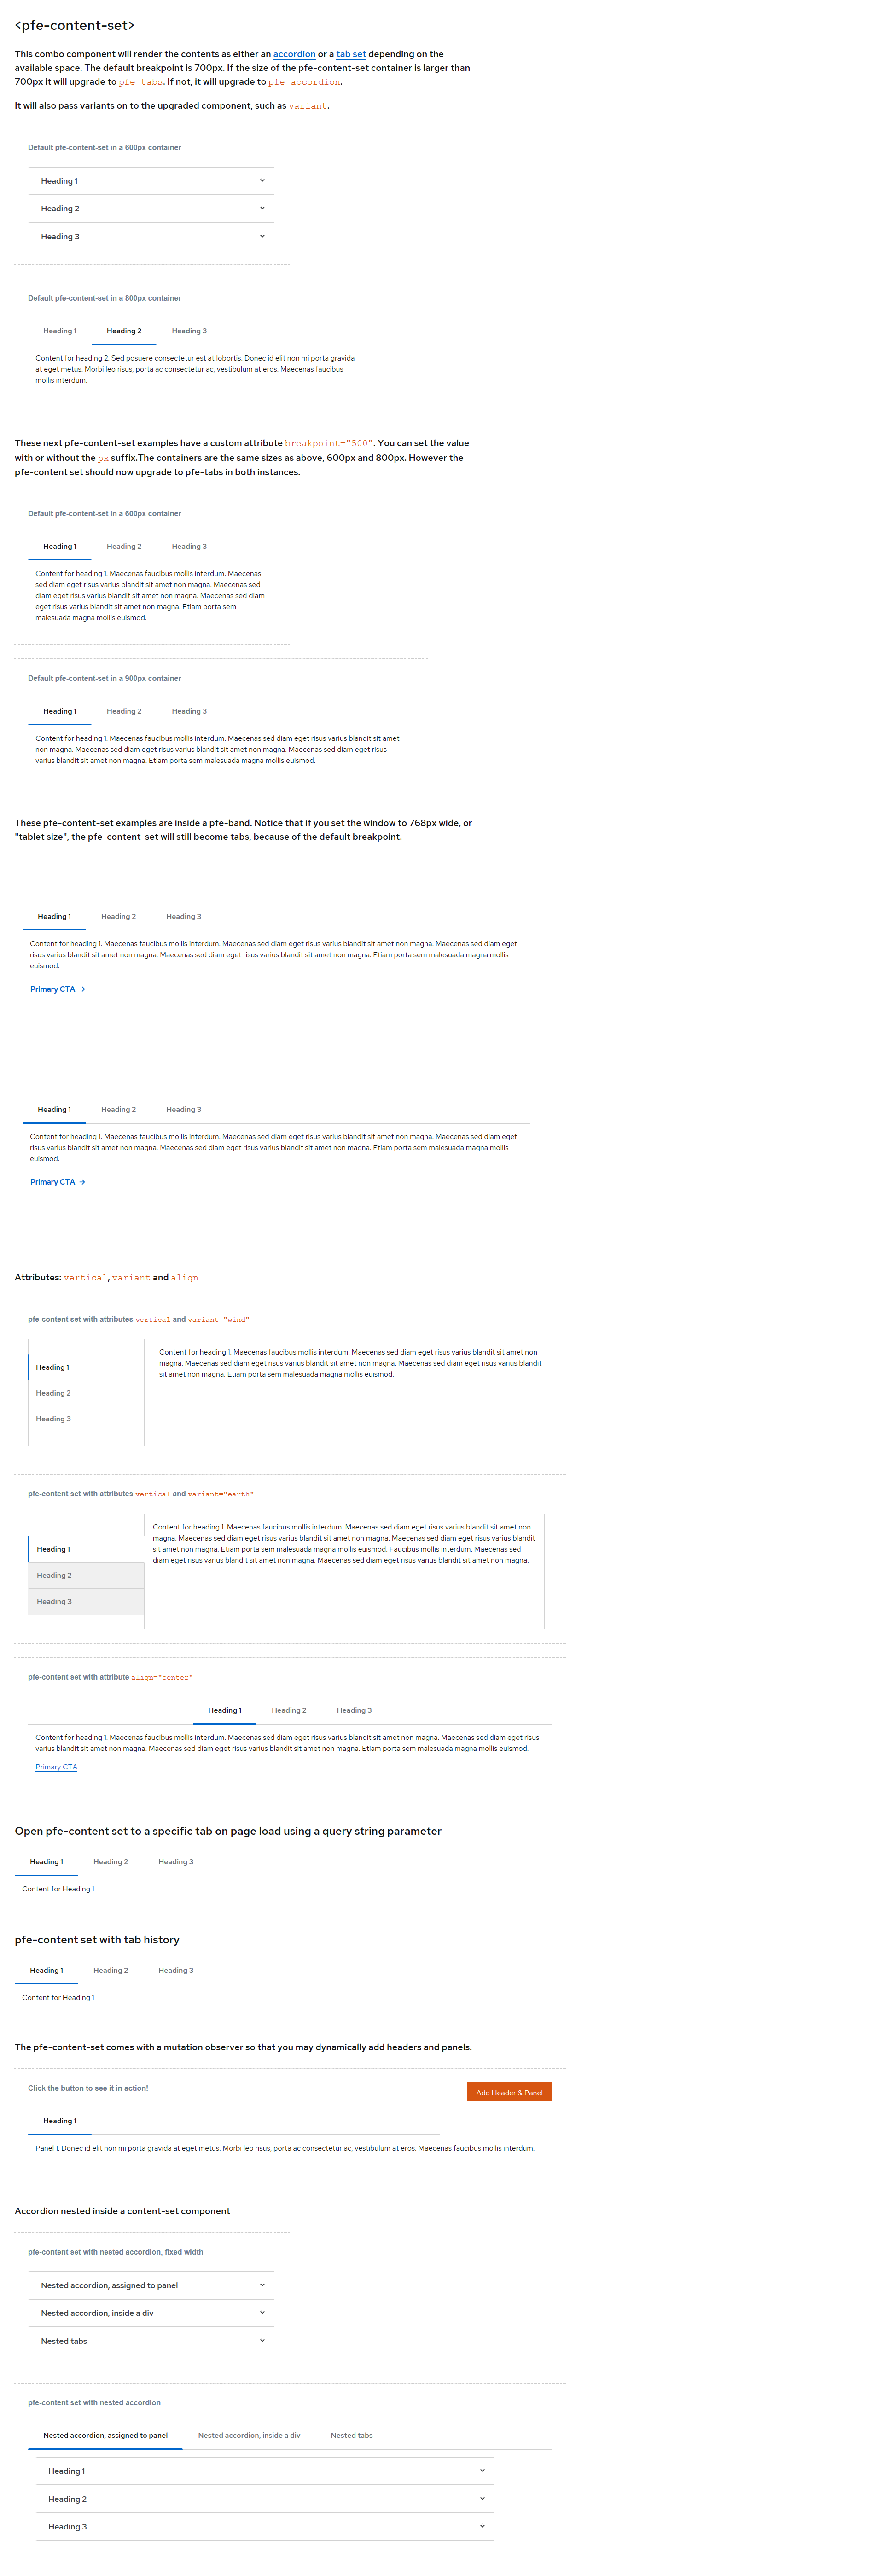 <pfe-content-set>
This combo component will render the contents as either an accordion or a tab set depending on the
available space. The default breakpoint is 700px. If the size of the pfe-content-set container is larger than
700px it will upgrade to pfe-tabs. If not, it will upgrade to pfe-accordion.
It will also pass variants on to the upgraded component, such as variant.
Default pfe-content-set in a 600px container
Heading 1
Heading 2
Heading 3
Default pfe-content-set in a 800px container
Heading 1 Heading 2 Heading 3
Content for heading 2. Sed posuere consectetur est at lobortis. Donec id elit non mi porta gravida
at eget metus. Morbi leo risus, porta ac consectetur ac, vestibulum at eros. Maecenas faucibus
mollis interdum.
These next pfe-content-set examples have a custom attribute breakpoint="500". You can set the value
with or without the px suffix.The containers are the same sizes as above, 600px and 800px. However the
pfe-content set should now upgrade to pfe-tabs in both instances.
Default pfe-content-set in a 600px container
Heading 1 Heading 2 Heading 3
Content for heading 1. Maecenas faucibus mollis interdum. Maecenas
sed diam eget risus varius blandit sit amet non magna. Maecenas sed
diam eget risus varius blandit sit amet non magna. Maecenas sed diam
eget risus varius blandit sit amet non magna. Etiam porta sem
malesuada magna mollis euismod.
Default pfe-content-set in a 900px container
Heading 1 Heading 2 Heading 3
Content for heading 1. Maecenas faucibus mollis interdum. Maecenas sed diam eget risus varius blandit sit amet
non magna. Maecenas sed diam eget risus varius blandit sit amet non magna. Maecenas sed diam eget risus
varius blandit sit amet non magna. Etiam porta sem malesuada magna mollis euismod.
These pfe-content-set examples are inside a pfe-band. Notice that if you set the window to 768px wide, or
"tablet size", the pfe-content-set will still become tabs, because of the default breakpoint.
Heading 1 Heading 2 Heading 3
Content for heading 1. Maecenas faucibus mollis interdum. Maecenas sed diam eget risus varius blandit sit amet non magna. Maecenas sed diam eget
risus varius blandit sit amet non magna. Maecenas sed diam eget risus varius blandit sit amet non magna. Etiam porta sem malesuada magna mollis
euismod.
Primary CTA
Heading 1 Heading 2 Heading 3
Content for heading 1. Maecenas faucibus mollis interdum. Maecenas sed diam eget risus varius blandit sit amet non magna. Maecenas sed diam eget
risus varius blandit sit amet non magna. Maecenas sed diam eget risus varius blandit sit amet non magna. Etiam porta sem malesuada magna mollis
euismod.
Primary CTA
Attributes: vertical, variant and align
pfe-content set with attributes vertical and variant="wind"
Heading 1
Heading 2
Heading 3
Content for heading 1. Maecenas faucibus mollis interdum. Maecenas sed diam eget risus varius blandit sit amet non
magna. Maecenas sed diam eget risus varius blandit sit amet non magna. Maecenas sed diam eget risus varius blandit
sit amet non magna. Etiam porta sem malesuada magna mollis euismod.
pfe-content set with attributes vertical and variant="earth"
Heading 1
Heading 2
Heading 3
Content for heading 1. Maecenas faucibus mollis interdum. Maecenas sed diam eget risus varius blandit sit amet non
magna. Maecenas sed diam eget risus varius blandit sit amet non magna. Maecenas sed diam eget risus varius blandit
sit amet non magna. Etiam porta sem malesuada magna mollis euismod. Faucibus mollis interdum. Maecenas sed
diam eget risus varius blandit sit amet non magna. Maecenas sed diam eget risus varius blandit sit amet non magna.
pfe-content set with attribute align="center"
Heading 1 Heading 2 Heading 3
Content for heading 1. Maecenas faucibus mollis interdum. Maecenas sed diam eget risus varius blandit sit amet non magna. Maecenas sed diam eget risus
varius blandit sit amet non magna. Maecenas sed diam eget risus varius blandit sit amet non magna. Etiam porta sem malesuada magna mollis euismod.
Primary CTA
Open pfe-content set to a specific tab on page load using a query string parameter
Heading 1 Heading 2 Heading 3
Content for Heading 1
pfe-content set with tab history
Heading 1 Heading 2 Heading 3
Content for Heading 1
The pfe-content-set comes with a mutation observer so that you may dynamically add headers and panels.
Click the button to see it in action!
Add Header & Panel
Heading 1
Panel 1. Donec id elit non mi porta gravida at eget metus. Morbi leo risus, porta ac consectetur ac, vestibulum at eros. Maecenas faucibus mollis interdum.
Accordion nested inside a content-set component
pfe-content set with nested accordion, fixed width
Nested accordion, assigned to panel
Nested accordion, inside a div
Nested tabs
pfe-content set with nested accordion
Nested accordion, assigned to panel Nested accordion, inside a div Nested tabs
Heading 1
Heading 2
Heading 3